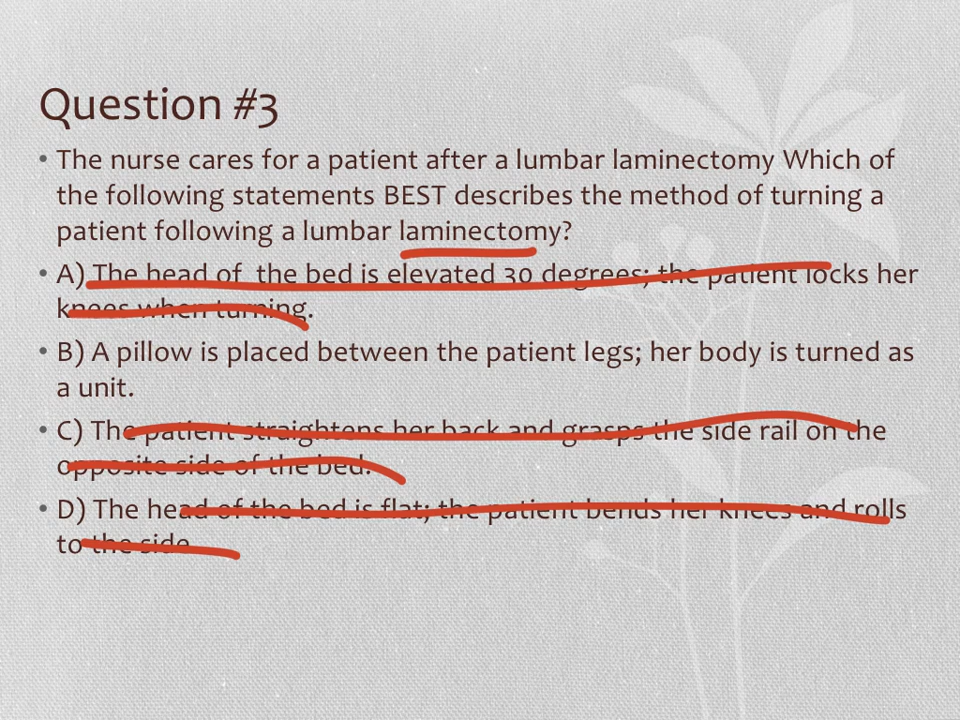 Question #3
• The nurse cares for a patient after a lumbar laminectomy Which of
the following statements BEST describes the method of turning a
patient following a lumbar laminectomy?
• A) The head of the bed is elevated 30 degrees; the patient locks her
knees when turning.
• B) A pillow is placed between the patient legs; her body is turned as
a unit.
• C) The patient straightens her back and grasps the side rail on the
opposite side of the bed.
• D) The head of the bed is flat; the patient bends her knees and rolls
to the side.